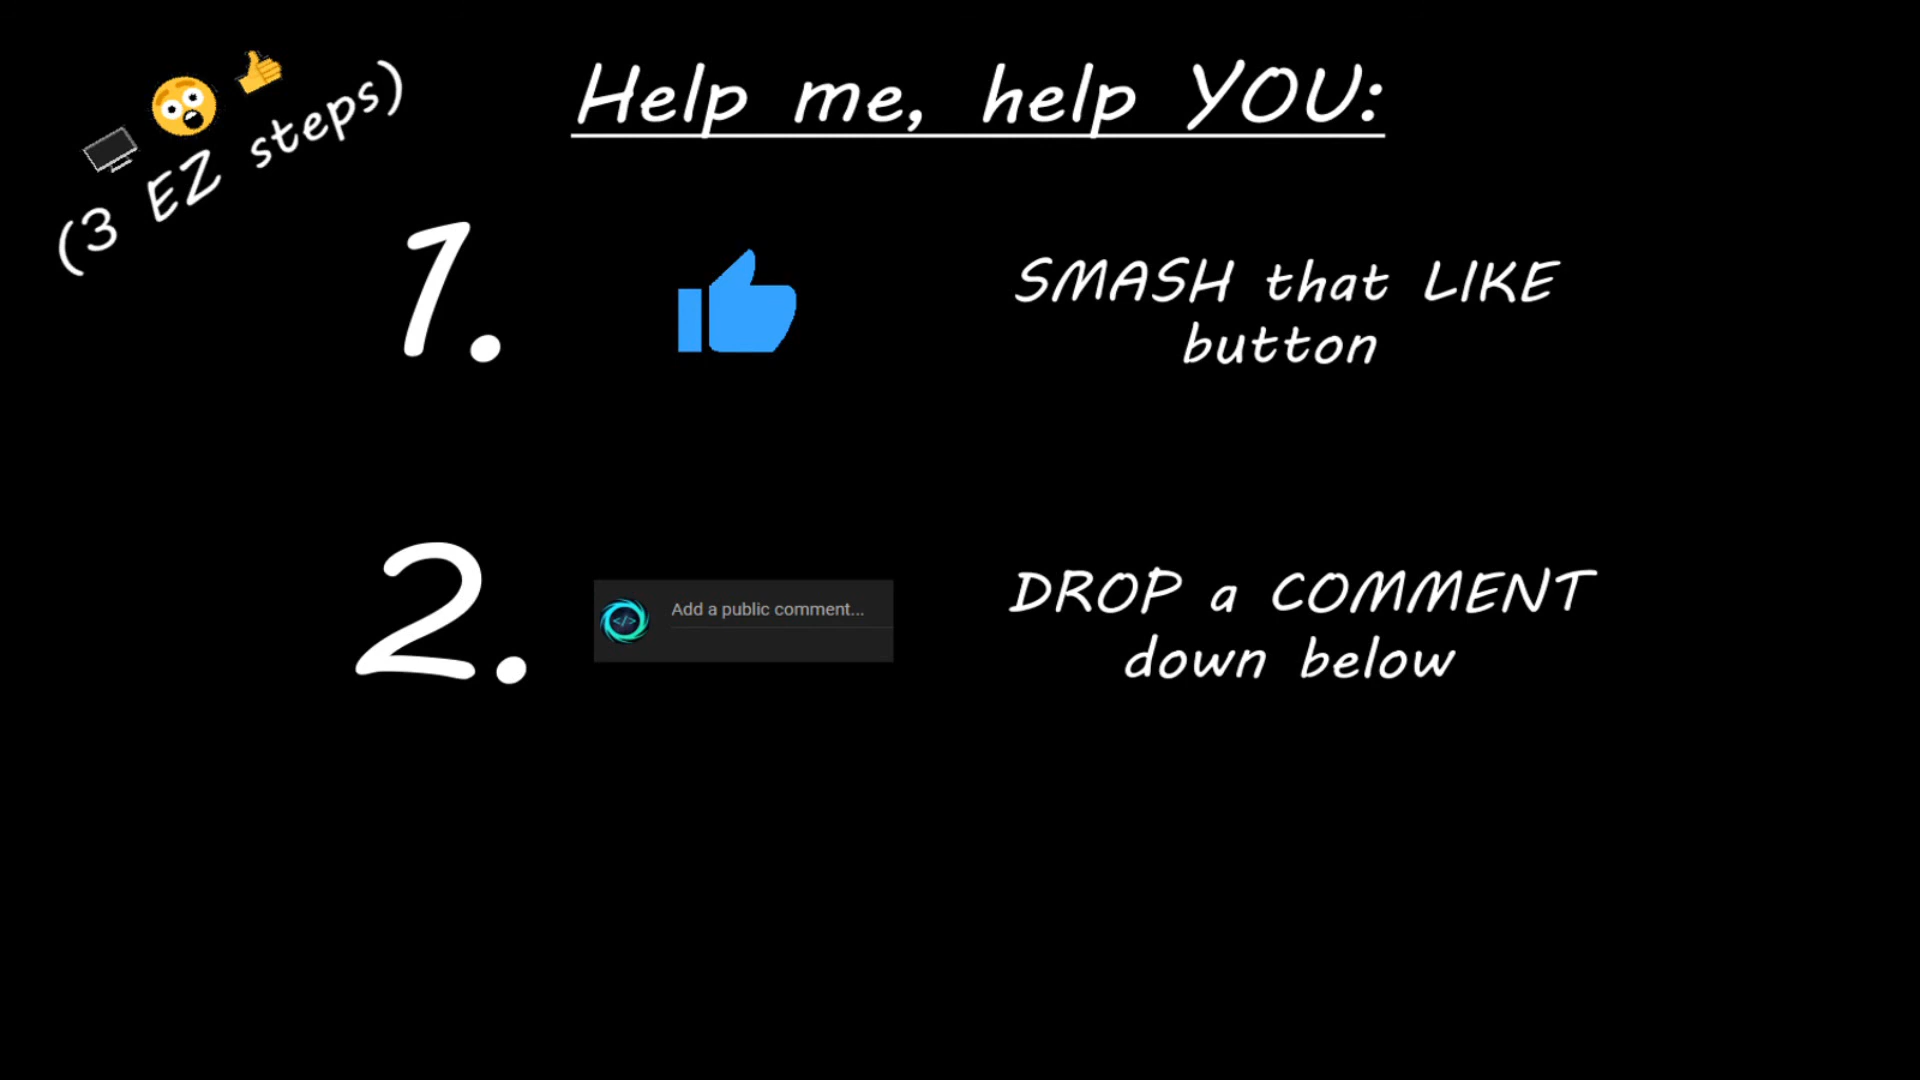 (3 EZ steps)
Help me, help YOU:
1.
SMASH that LIKE
button
2.
</>
Add a public comment...
DROP a COMMENT
down below